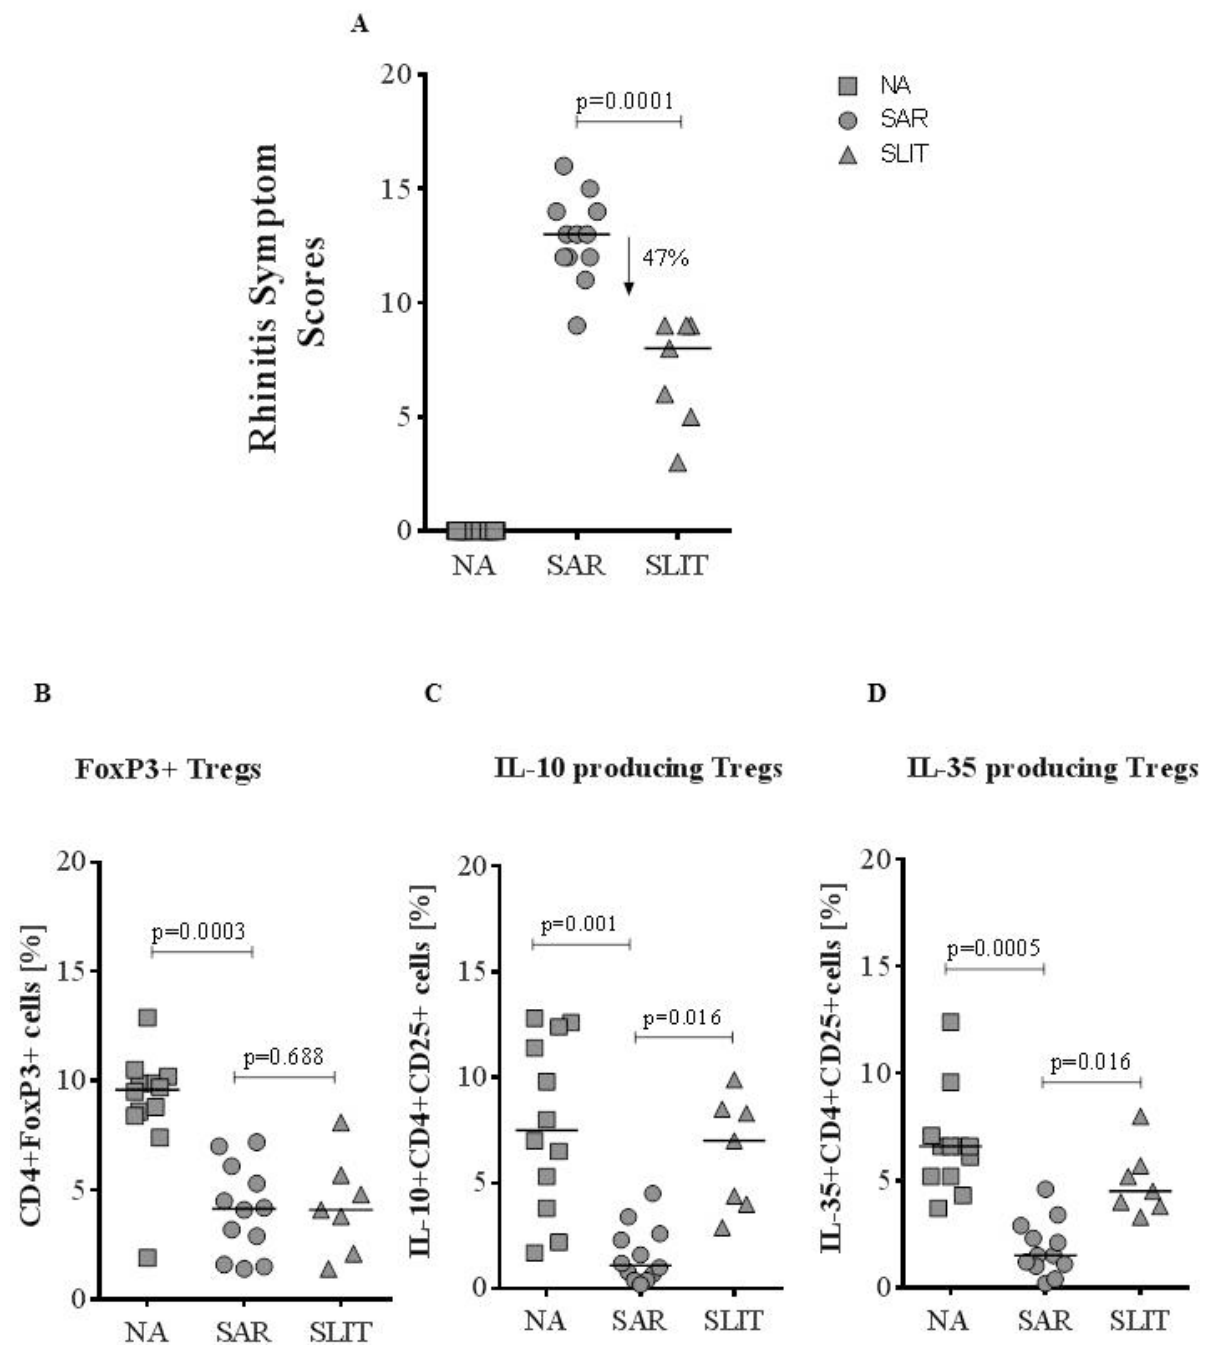 A
20
15
10
5
0
Rhinitis Symptom
Scores
p=0.0001
47%
NA
SAR
SLIT
NA SAR SLIT
B
FoxP3+ Tregs
CD4+FoxP3+ cells [%]
20
15
10
5
0
p=0.0003
p=0.688
NA SAR SLIT
C
IL-10 producing Tregs
IL-10+CD4+CD25+ cells [%]
20
15
10
5
0
p=0.001
p=0.016
NA SAR SLIT
D
IL-35 producing Tregs
IL-35+CD4+CD25+cells [%]
20
15
10
5
0
p=0.0005
p=0.016
NA SAR SLIT